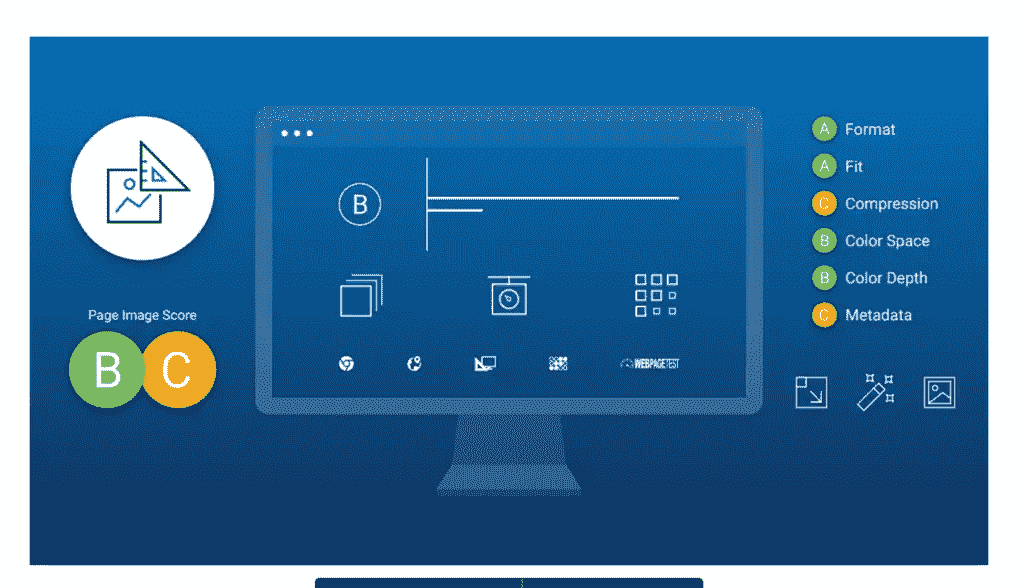 Page Image Score
B C
B
WEBPAGETEST
A Format
A Fit
C Compression
B Color Space
B Color Depth
C Metadata